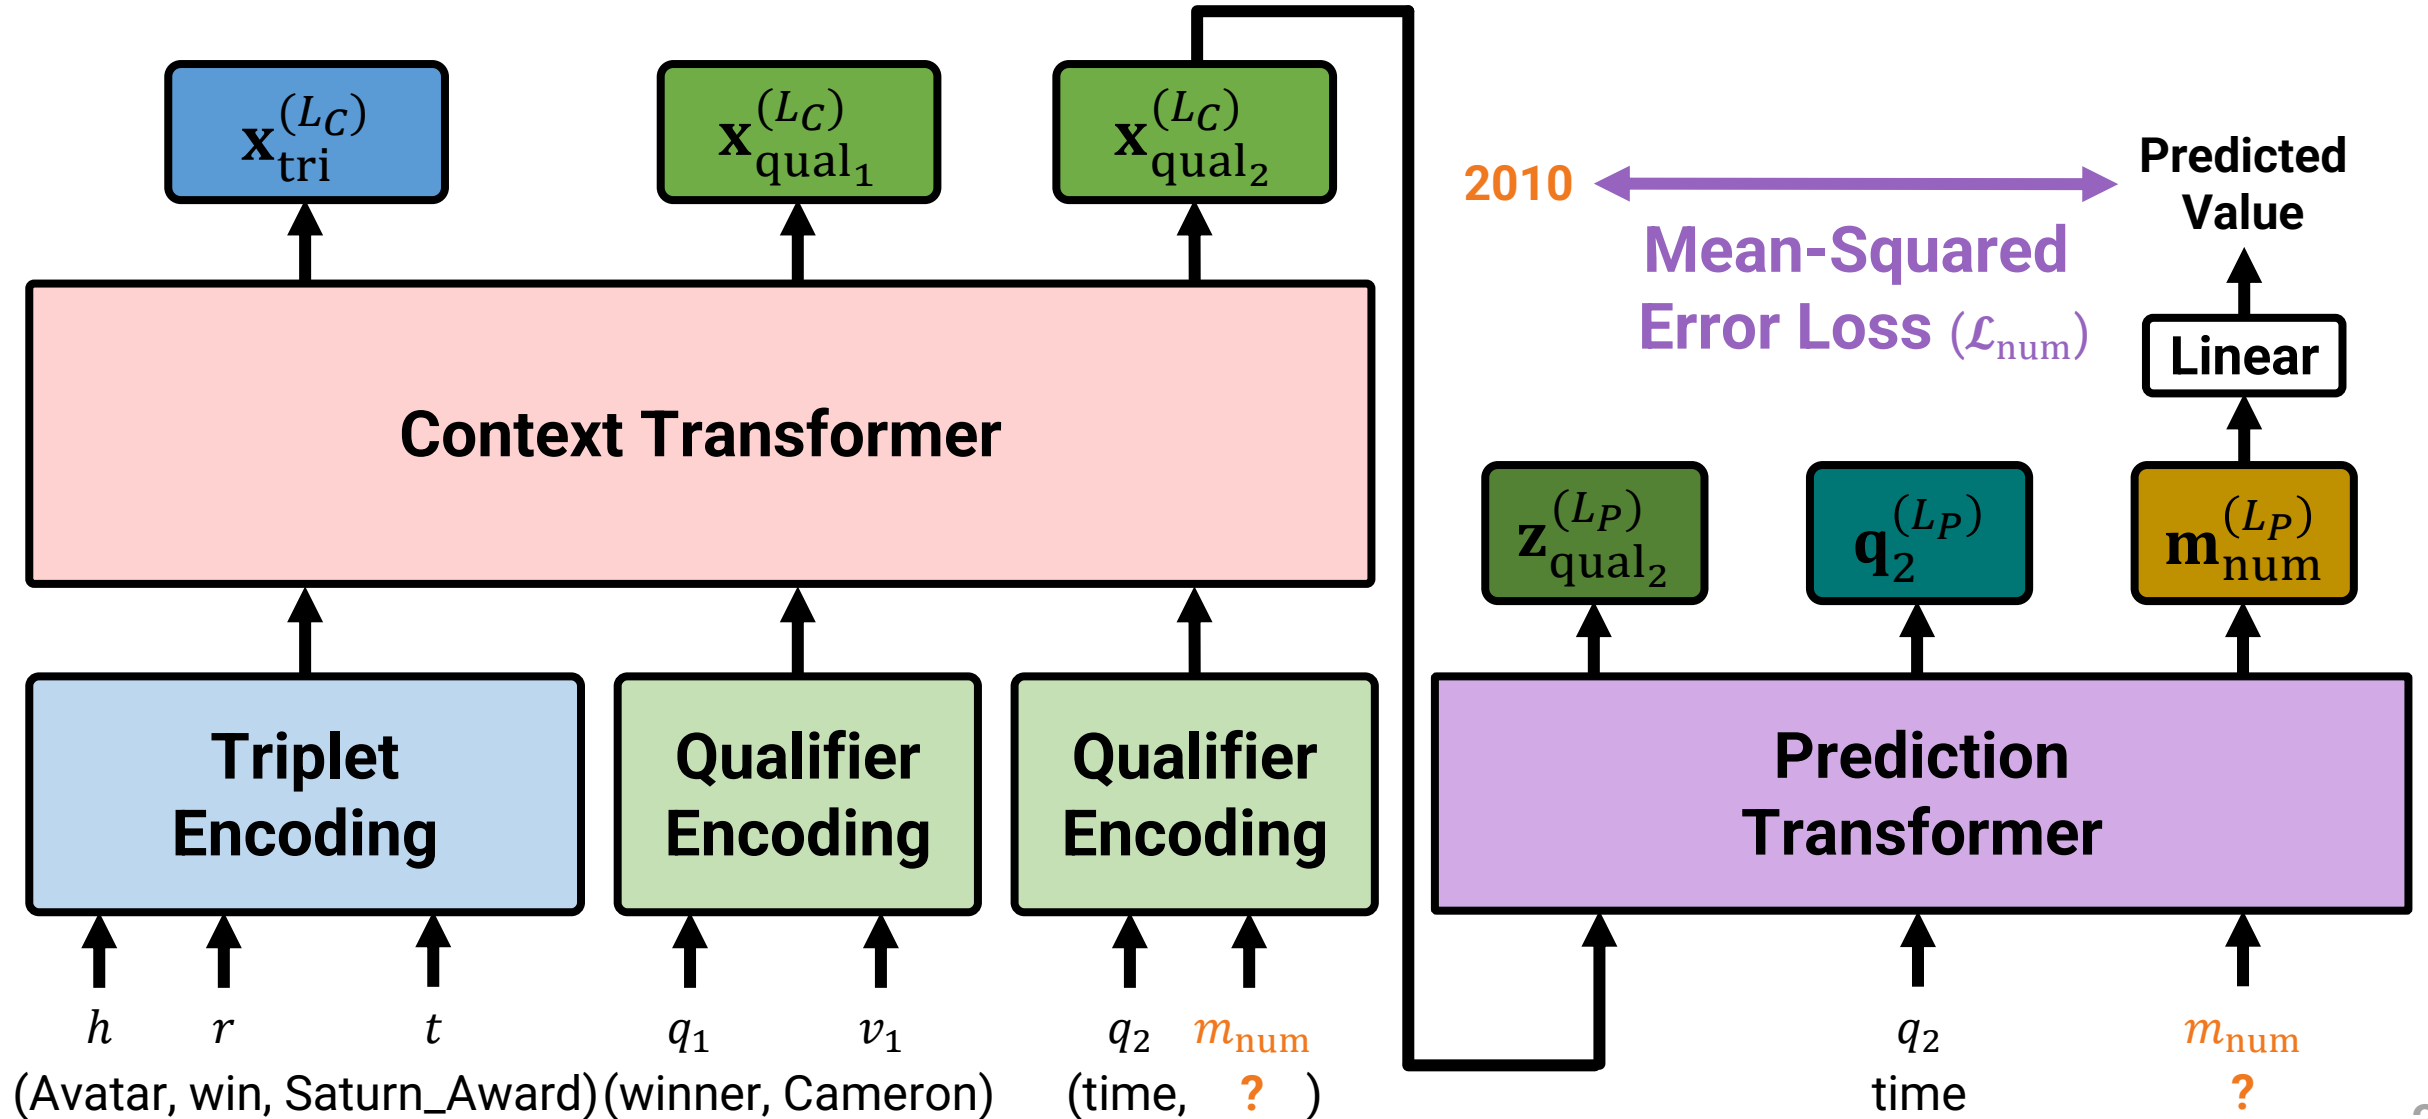 x_tri^(L_C)
x_qual_1^(L_C)
x_qual_2^(L_C)
2010
Predicted
Value
Mean-Squared
Error Loss (ℒ_num)
Linear
Context Transformer
z_qual_2^(L_P)
q_2^(L_P)
m_num^(L_P)
Triplet
Encoding
Qualifier
Encoding
Qualifier
Encoding
Prediction
Transformer
h r t
q_1 v_1
q_2 m_num
q_2
m_num
(Avatar, win, Saturn_Award)
(winner, Cameron)
(time, ? )
time
?